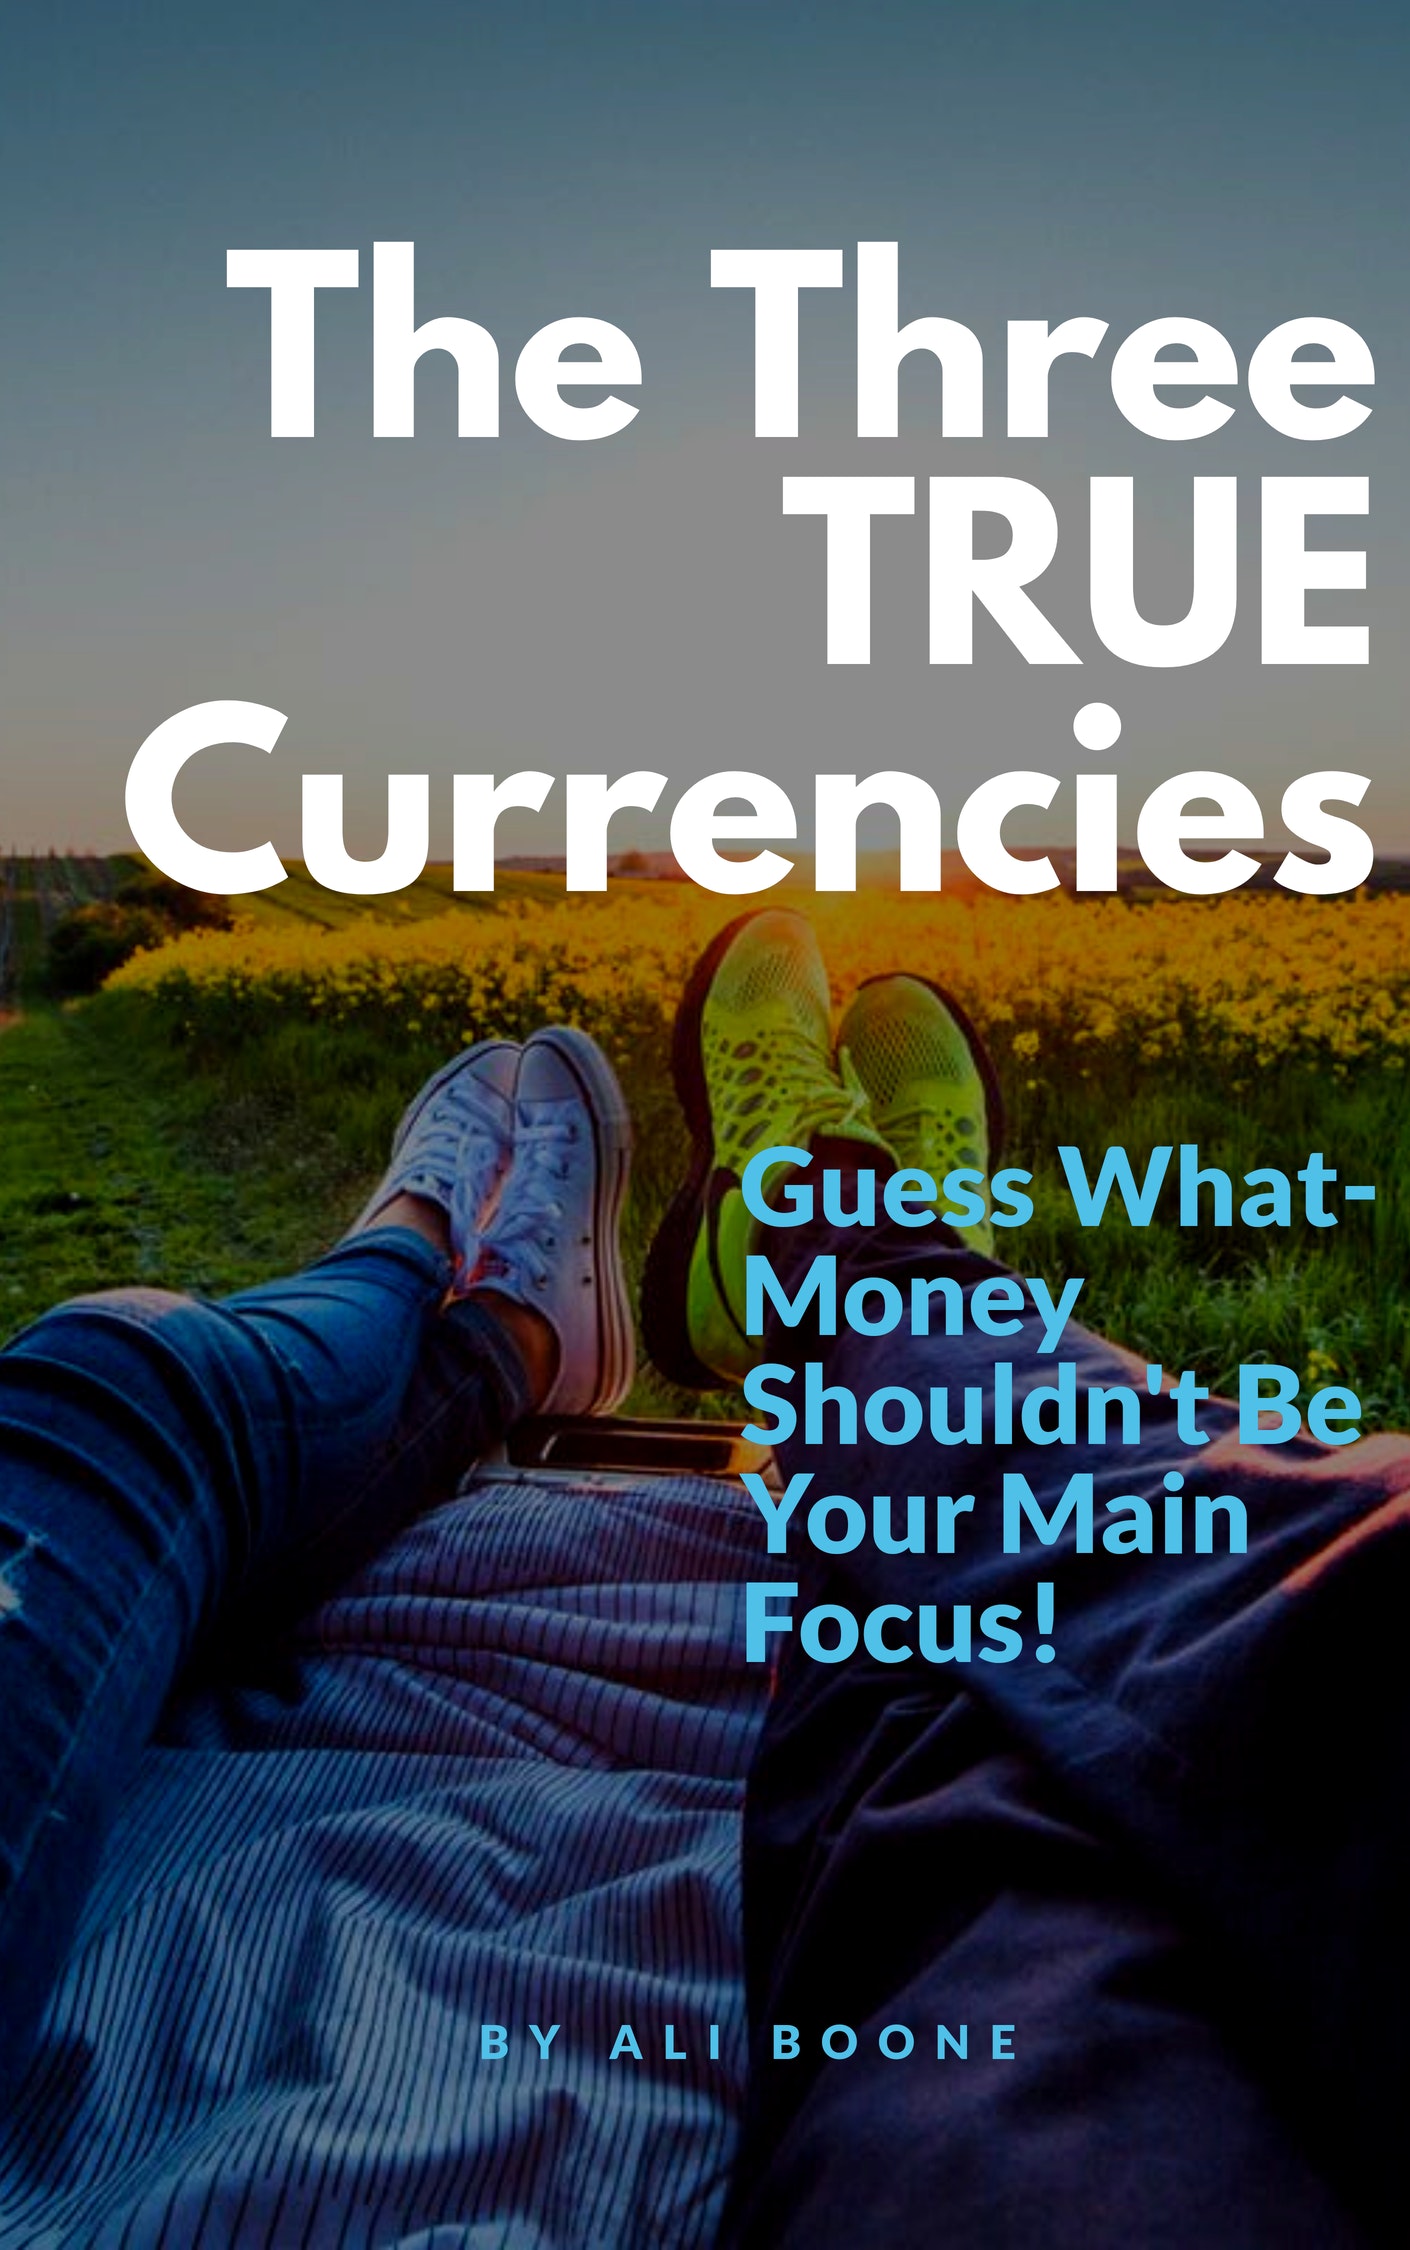 The Three
TRUE
Currencies
Guess What-
Money
Shouldn't Be
Your Main
Focus!
BY ALI BOONE